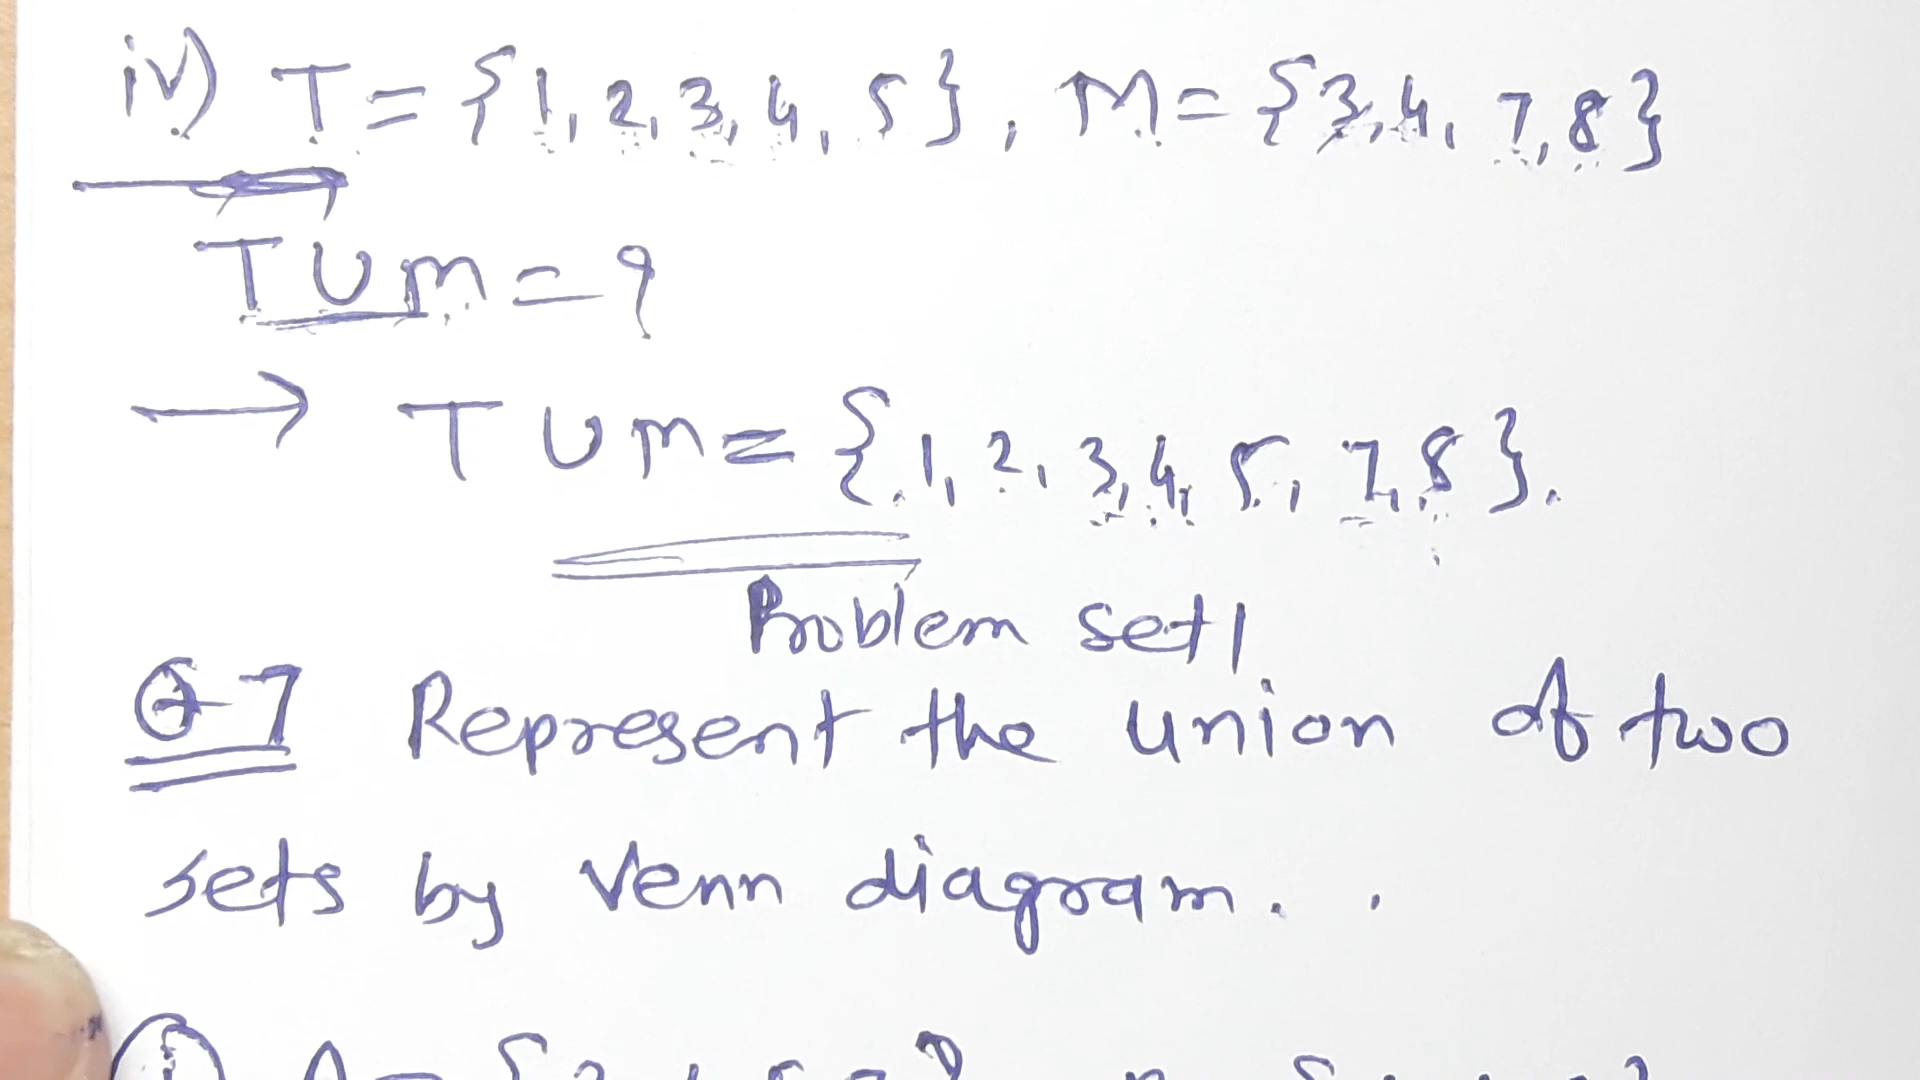 iv) T = {1, 2, 3, 4, 5}, M = {3, 4, 7, 8}
T ∪ M = ?
→ T ∪ M = {1, 2, 3, 4, 5, 7, 8}.
Problem set 1
Q-7 Represent the union of two
sets by Venn diagram.